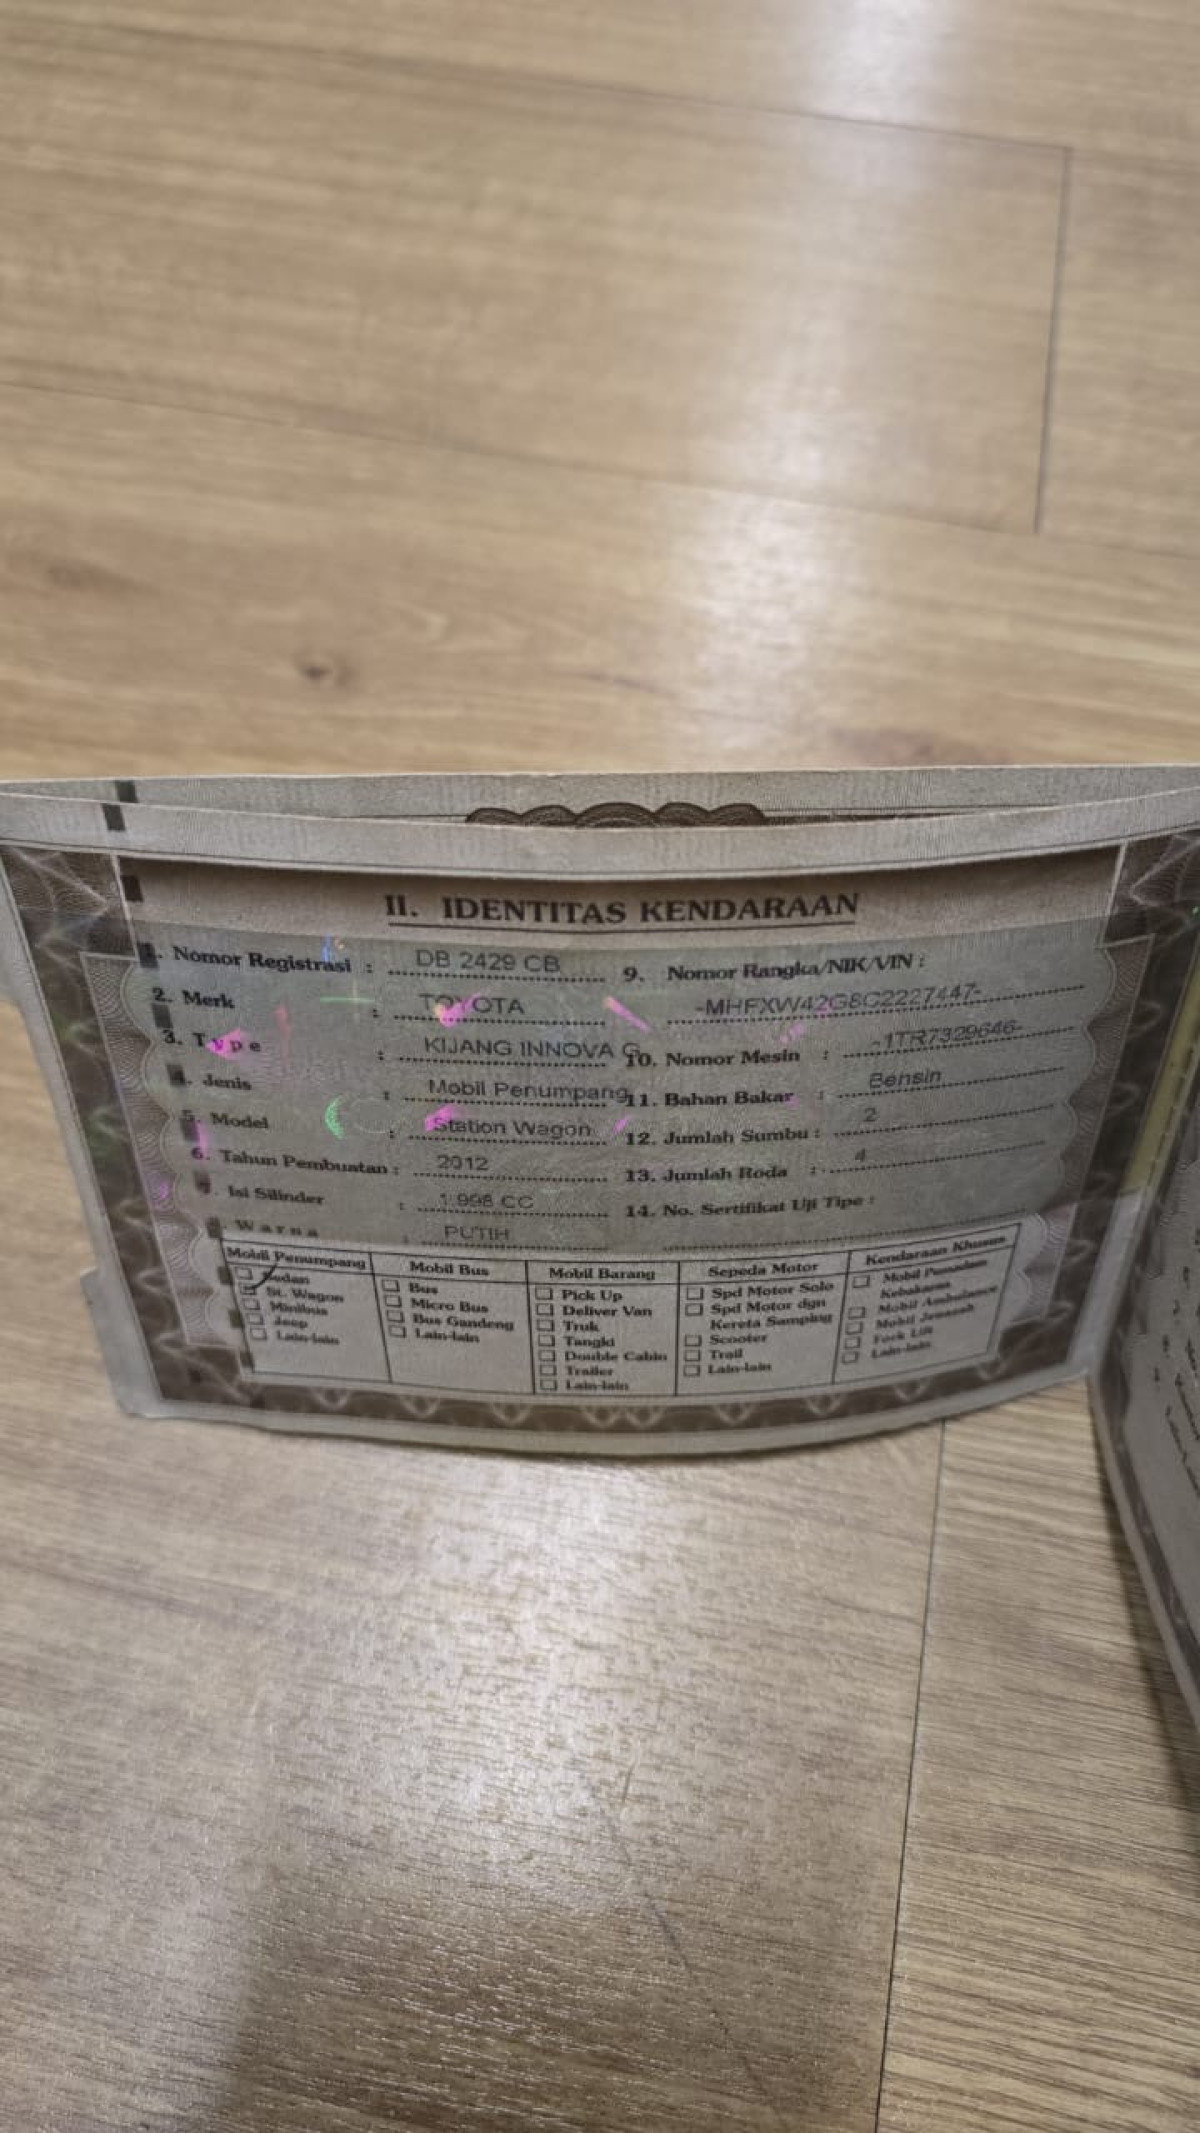 II. IDENTITAS KENDARAAN
1. Nomor Registrasi : DB 2429 CB
2. Merk : TOYOTA
3. Type : KIJANG INNOVA G
4. Jenis : Mobil Penumpang
5. Model : Station Wagon
6. Tahun Pembuatan : 2012
7. Isi Silinder : 1.998 CC
8. Warna : PUTIH
9. Nomor Rangka/NIK/VIN :
-MHFXW42G8C2227447-
10. Nomor Mesin : -1TR7329646-
11. Bahan Bakar : Bensin
12. Jumlah Sumbu : 2
13. Jumlah Roda : 4
14. No. Sertifikat Uji Tipe :
Mobil Penumpang
Sedan
St. Wagon
Minibus
Jeep
Lain-lain
Mobil Bus
Bus
Micro Bus
Bus Gandeng
Lain-lain
Mobil Barang
Pick Up
Deliver Van
Truk
Tangki
Double Cabin
Trailer
Lain-lain
Sepeda Motor
Spd Motor Solo
Spd Motor dgn
Kereta Samping
Scooter
Trail
Lain-lain
Kendaraan Khusus
Mobil Pemadam
Kebakaran
Mobil Ambulance
Mobil Jenazah
Fork Lift
Lain-lain